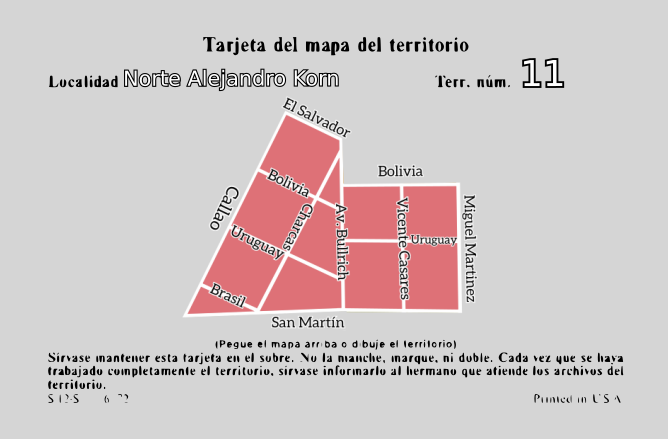 Tarjeta del mapa del territorio
Localidad Norte Alejandro Korn Terr. núm. 11
El Salvador
Bolivia
Bolivia
Callao
Charcas
Av. Bullrich
Vicente Casares
Miguel Martinez
Uruguay
Uruguay
Brasil
San Martín
(Pegue el mapa arriba o dibuje el territorio)
Sírvase mantener esta tarjeta en el sobre. No la manche, marque, ni doble. Cada vez que se haya
trabajado completamente el territorio, sírvase informarlo al hermano que atiende los archivos del
territorio.
S-12-S 6/72 Printed in U.S.A.